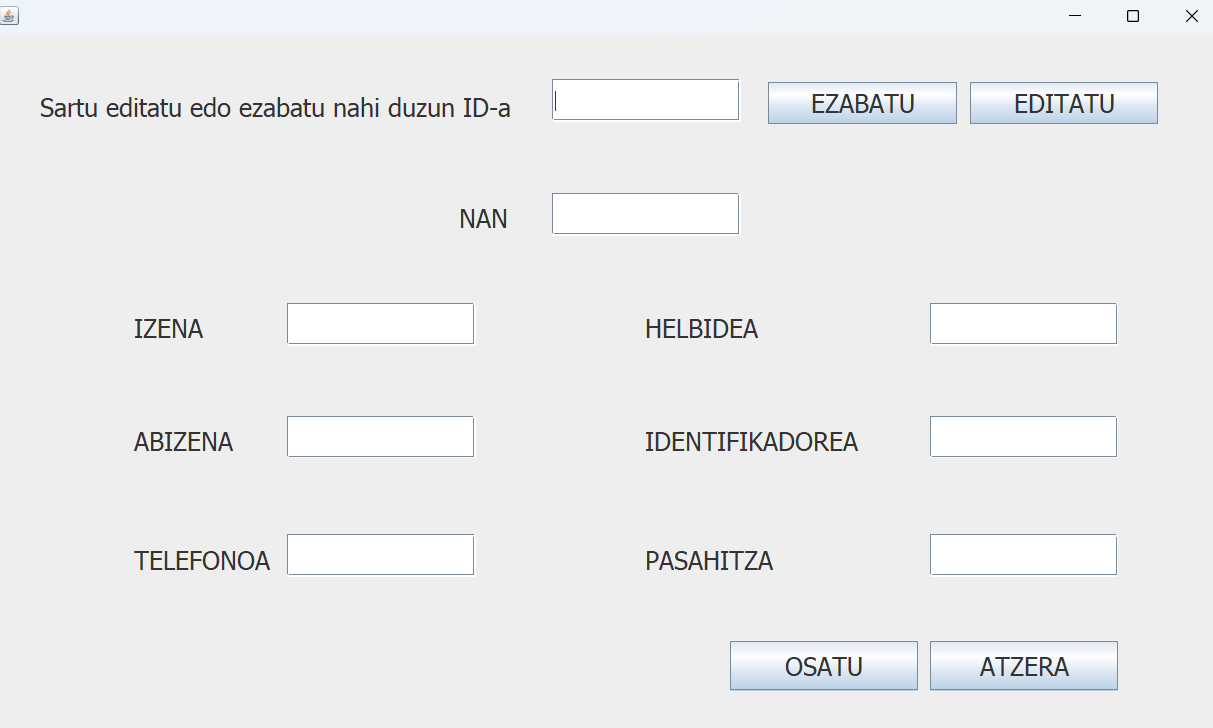 Sartu editatu edo ezabatu nahi duzun ID-a
EZABATU
EDITATU
NAN
IZENA
HELBIDEA
ABIZENA
IDENTIFIKADOREA
TELEFONOA
PASAHITZA
OSATU
ATZERA